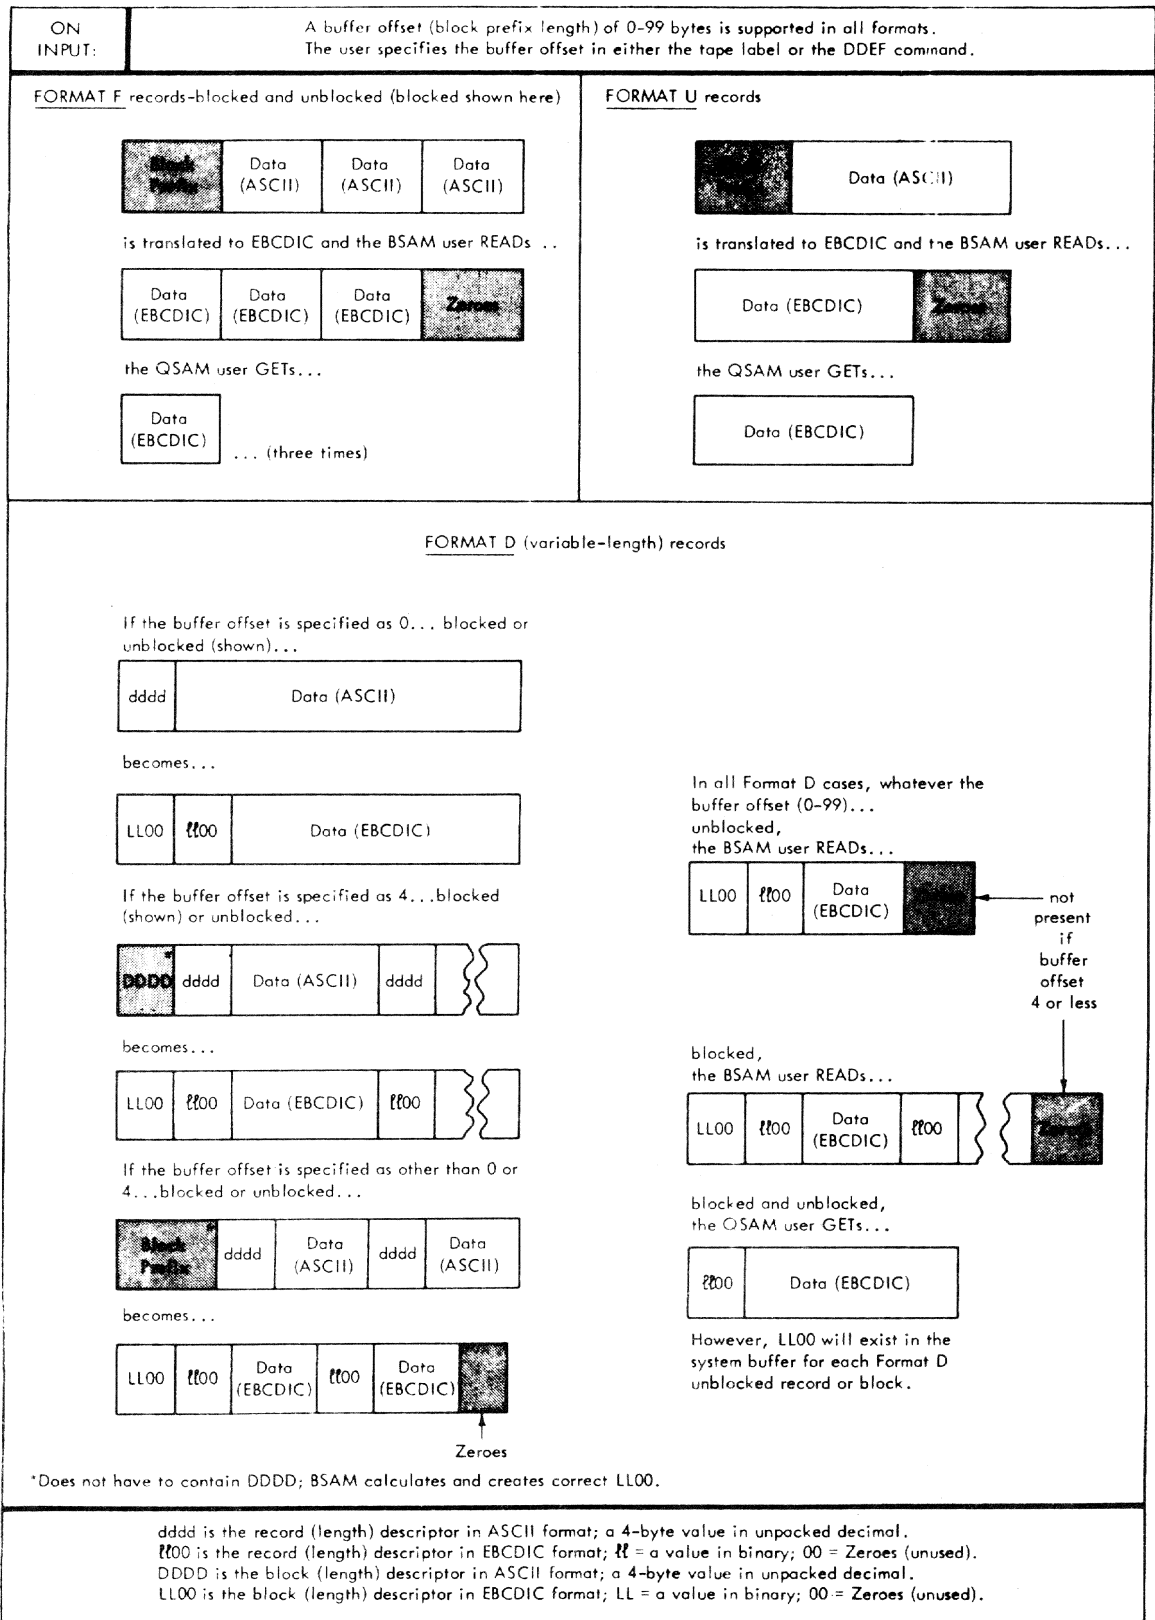 ON
INPUT:
A buffer offset (block prefix length) of 0-99 bytes is supported in all formats.
The user specifies the buffer offset in either the tape label or the DDEF command.
FORMAT F records-blocked and unblocked (blocked shown here)
Block
Prefix
Data
(ASCII)
Data
(ASCII)
Data
(ASCII)
is translated to EBCDIC and the BSAM user READs ..
Data
(EBCDIC)
Data
(EBCDIC)
Data
(EBCDIC)
Zeroes
the QSAM user GETs...
Data
(EBCDIC)
... (three times)
FORMAT U records
Data (ASCII)
is translated to EBCDIC and the BSAM user READs...
Data (EBCDIC)
Zeroes
the QSAM user GETs...
Data (EBCDIC)
FORMAT D (variable-length) records
If the buffer offset is specified as 0... blocked or
unblocked (shown)...
dddd
Data (ASCII)
becomes...
LL00
ℓℓ00
Data (EBCDIC)
If the buffer offset is specified as 4...blocked
(shown) or unblocked...
DDDD*
dddd
Data (ASCII)
dddd
becomes...
LL00
ℓℓ00
Data (EBCDIC)
ℓℓ00
If the buffer offset is specified as other than 0 or
4...blocked or unblocked...
Block *
Prefix
dddd
Data
(ASCII)
dddd
Data
(ASCII)
becomes...
LL00
ℓℓ00
Data
(EBCDIC)
ℓℓ00
Data
(EBCDIC)
Zeroes
In all Format D cases, whatever the
buffer offset (0-99)...
unblocked,
the BSAM user READs...
LL00
ℓℓ00
Data
(EBCDIC)
not
present
if
buffer
offset
4 or less
blocked,
the BSAM user READs...
LL00
ℓℓ00
Data
(EBCDIC)
ℓℓ00
Zeroes
blocked and unblocked,
the QSAM user GETs...
ℓℓ00
Data (EBCDIC)
However, LL00 will exist in the
system buffer for each Format D
unblocked record or block.
*Does not have to contain DDDD; BSAM calculates and creates correct LL00.
dddd is the record (length) descriptor in ASCII format; a 4-byte value in unpacked decimal.
ℓℓ00 is the record (length) descriptor in EBCDIC format; ℓℓ = a value in binary; 00 = Zeroes (unused).
DDDD is the block (length) descriptor in ASCII format; a 4-byte value in unpacked decimal.
LL00 is the block (length) descriptor in EBCDIC format; LL = a value in binary; 00 = Zeroes (unused).